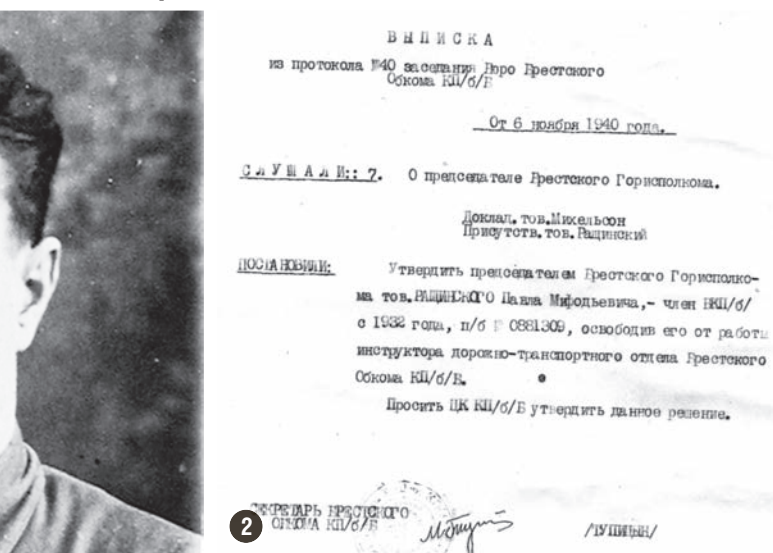 ВЫПИСКА
из протокола №40 заседания Бюро Брестского
Обкома КП/б/Б
От 6 ноября 1940 года.
СЛУШАЛИ:: 7. О председателе Брестского Горисполкома.
Доклад.тов.Михельсон
Присутств.тов.Ращинский
ПОСТАНОВИЛИ: Утвердить председателем Брестского Горисполко-
ма тов.РАЩИНСКОГО Павла Мифодьевича,- член ВКП/б/
с 1932 года, п/б № 0881309, освободив его от работы
инструктора дорожно-транспортного отдела Брестского
Обкома КП/б/Б.
Просить ЦК КП/б/Б утвердить данное решение.
СЕКРЕТАРЬ БРЕСТСКОГО
ОБКОМА КП/б/Б /ТУПИЦЫН/
2